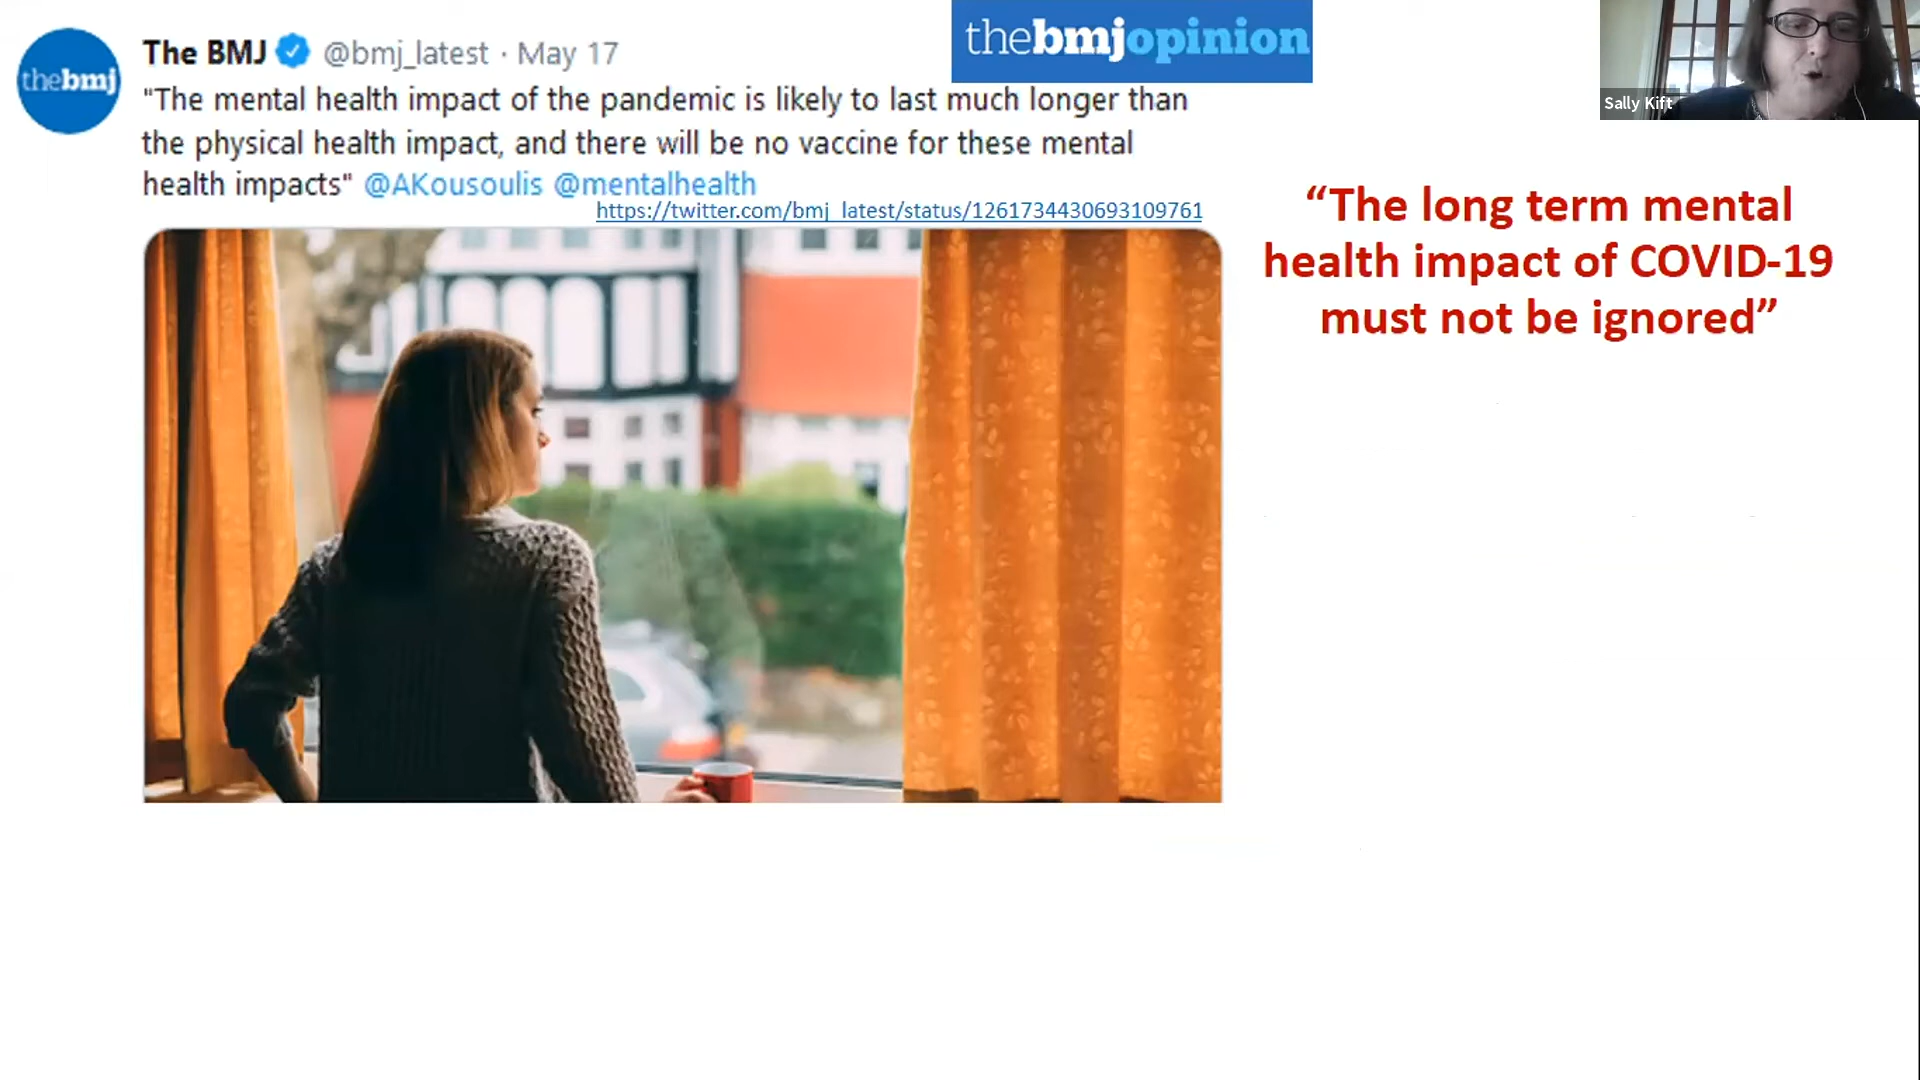 The BMJ @bmj_latest · May 17
thebmj
thebmjopinion
"The mental health impact of the pandemic is likely to last much longer than
the physical health impact, and there will be no vaccine for these mental
health impacts" @AKousoulis @mentalhealth
https://twitter.com/bmj_latest/status/1261734430693109761
“The long term mental
health impact of COVID-19
must not be ignored”
Sally Kift